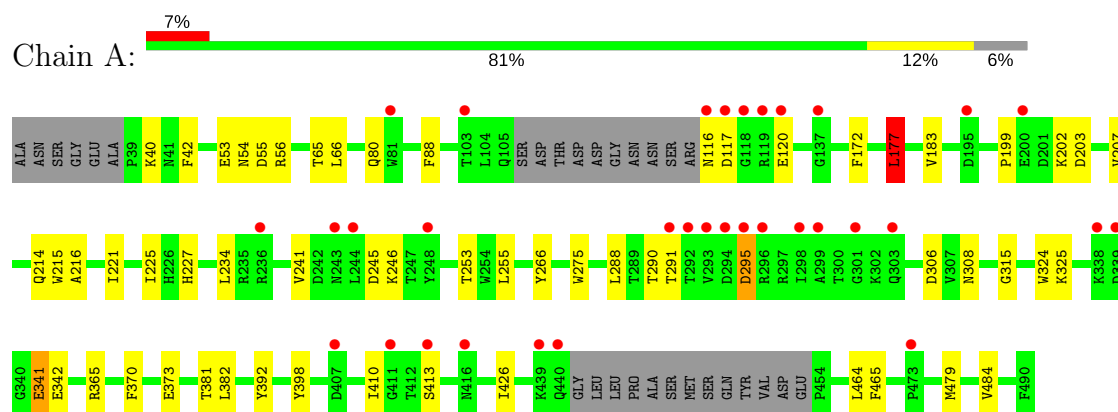 7%
Chain A:
81% 12% 6%
ALA ASN SER GLY GLU ALA P39 K40 N41 F42 E53 N54 D55 R56 T65 L66 Q80 W81 F88 T103 L104 Q105 SER ASP THR ASP ASP GLY ASN ASN SER ARG N116 D117 G118 R119 E120 G137 F172 L177 V183 D195 P199 E200 D201 K202 D203 V207
Q214 W215 A216 I221 I225 H226 H227 L234 R235 R236 V241 D242 N243 L244 D245 K246 T247 Y248 T253 W254 L255 Y266 W275 L288 T289 T290 T291 T292 V293 D294 D295 R296 R297 I298 A299 T300 G301 K302 Q303 D306 V307 N308 G315 W324 K325 K338
G340 E341 E342 R365 F370 E373 T381 L382 Y392 Y398 D407 I410 G411 T412 S413 N416 I426 K439 Q440 GLY LEU LEU PRO ALA SER MET SER GLN TYR VAL ASP GLU P454 L464 F465 P473 M479 V484 F490